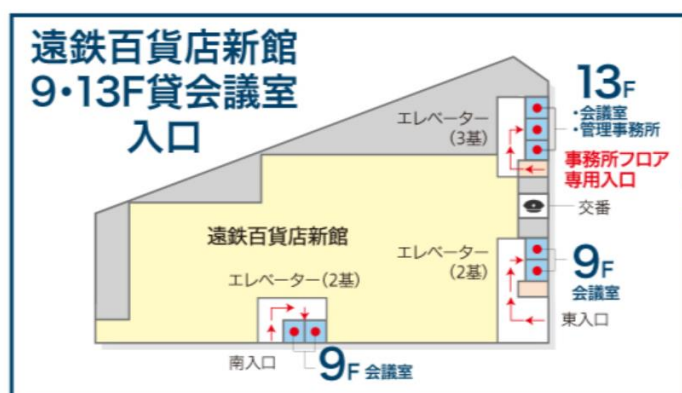 遠鉄百貨店新館
9・13F貸会議室
入口
13F
・会議室
・管理事務所
エレベーター
(3基)
事務所フロア
専用入口
交番
遠鉄百貨店新館
エレベーター
(2基)
9F
会議室
エレベーター(2基)
東入口
南入口
9F 会議室